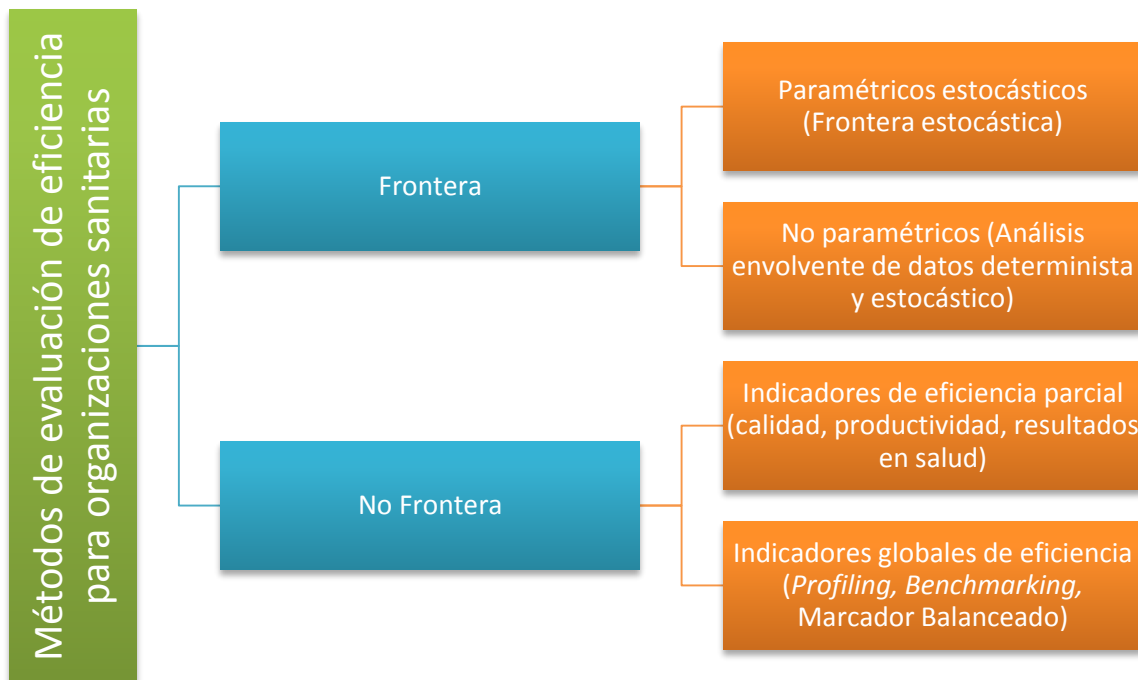 Métodos de evaluación de eficiencia
para organizaciones sanitarias
Frontera
Paramétricos estocásticos
(Frontera estocástica)
No paramétricos (Análisis
envolvente de datos determinista
y estocástico)
No Frontera
Indicadores de eficiencia parcial
(calidad, productividad, resultados
en salud)
Indicadores globales de eficiencia
(Profiling, Benchmarking,
Marcador Balanceado)